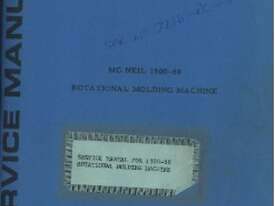 SERVICE MANU
MC NEIL 1500-88
ROTATIONAL MOLDING MACHINE
SERVICE MANUAL FOR 1500-88
ROTATIONAL MOLDING MACHINE